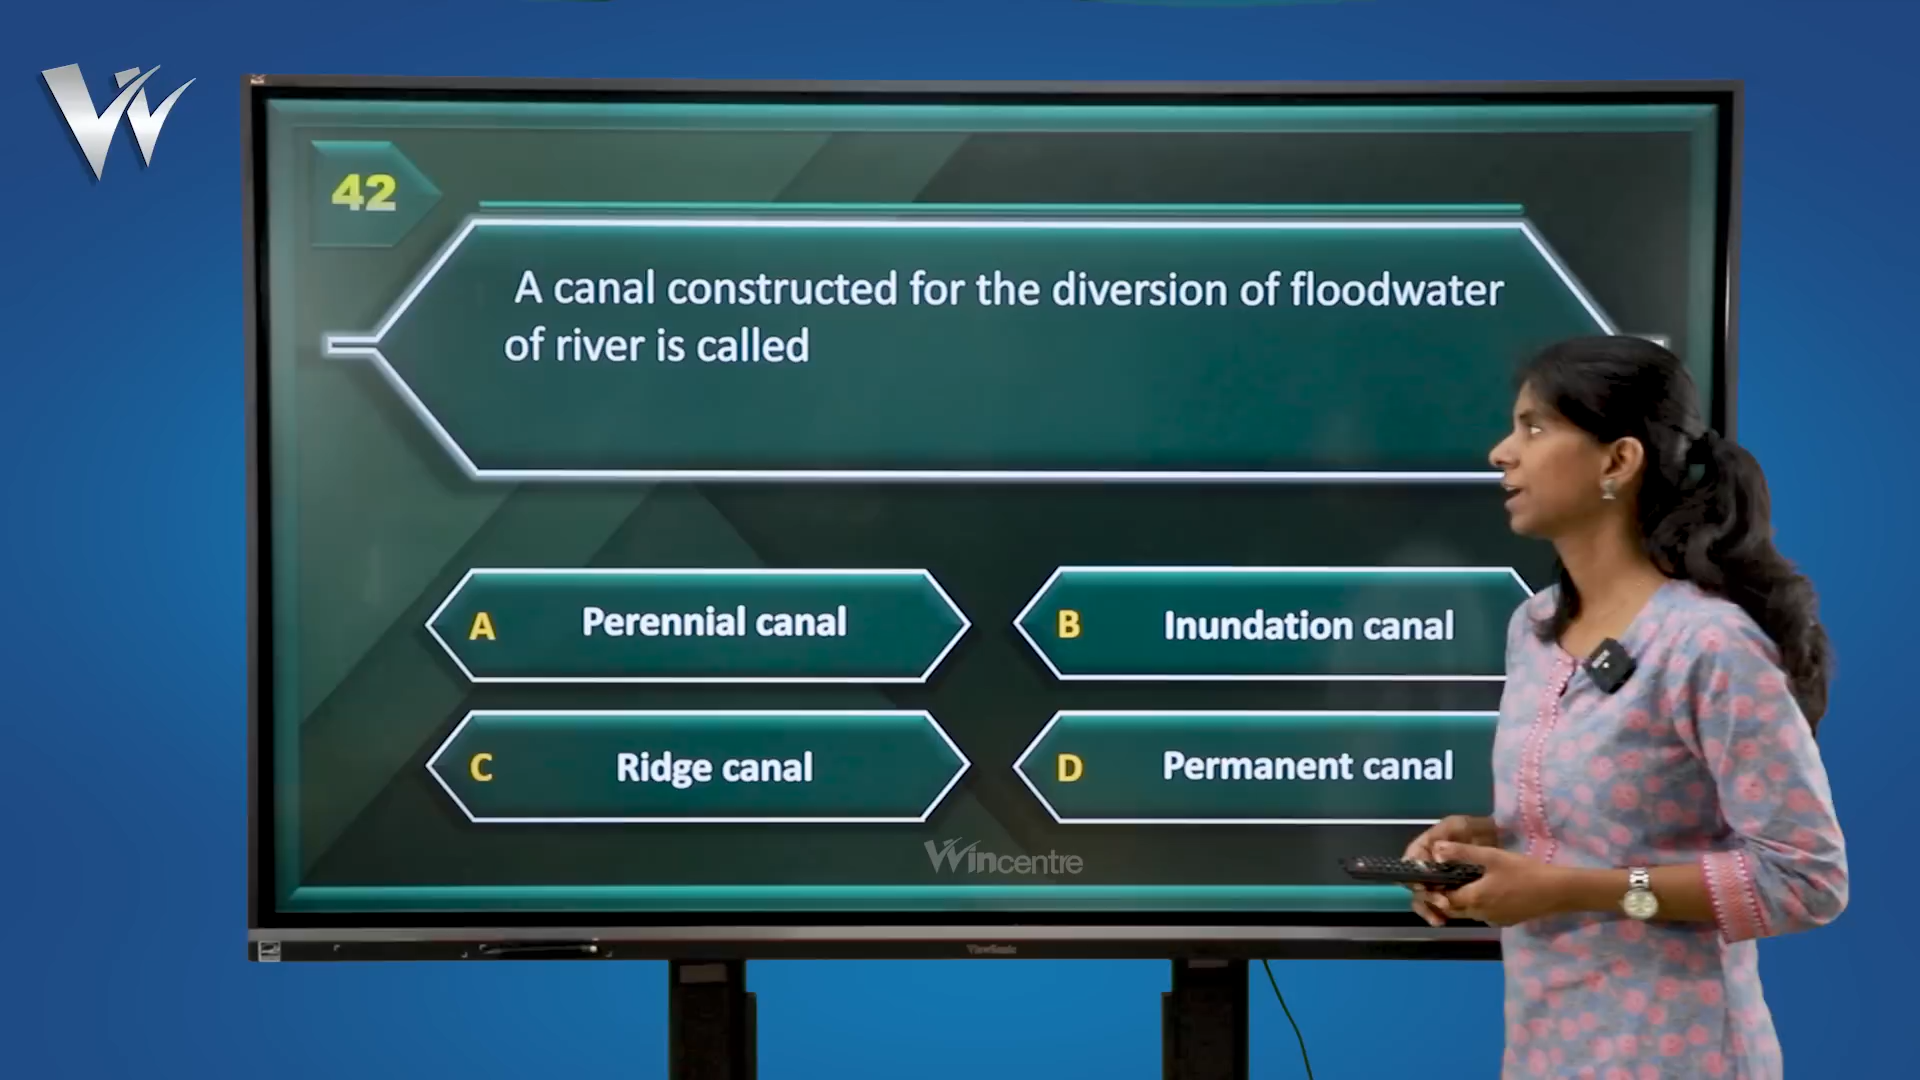 42
A canal constructed for the diversion of floodwater
of river is called
A Perennial canal
B Inundation canal
C Ridge canal
D Permanent canal
Wincentre
ViewSonic